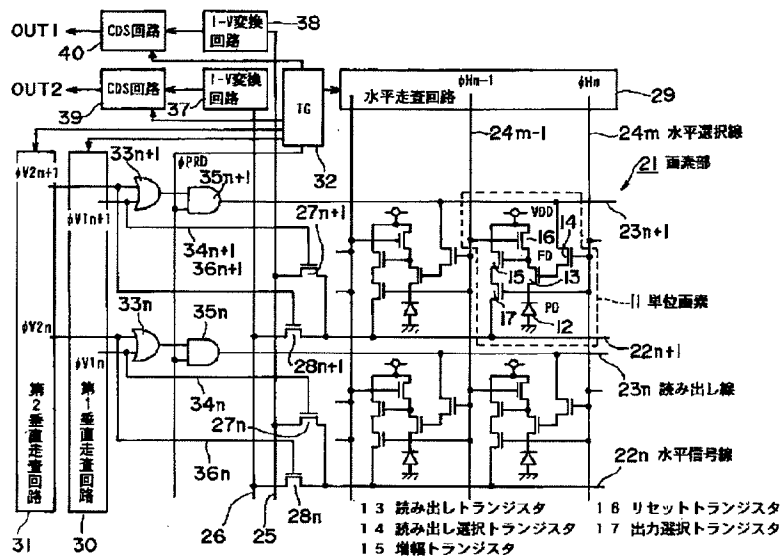 OUT1
CDS回路
40
I-V変換
回路
38
OUT2
CDS回路
39
I-V変換
回路
37
TG
32
水平走査回路
φHm-1
φHm
29
24m-1
24m 水平選択線
21 画素部
φV2n+1
φV1n+1
33n+1
φPRD
35n+1
34n+1
36n+1
27n+1
28n+1
VDD
16
FD
14
15
13
17
PD
12
23n+1
11 単位画素
22n+1
φV2n
φV1n
33n
35n
34n
27n
36n
28n
23n 読み出し線
22n 水平信号線
第2垂直走査回路
第1垂直走査回路
31
30
26
25
13 読み出しトランジスタ
14 読み出し選択トランジスタ
15 増幅トランジスタ
16 リセットトランジスタ
17 出力選択トランジスタ